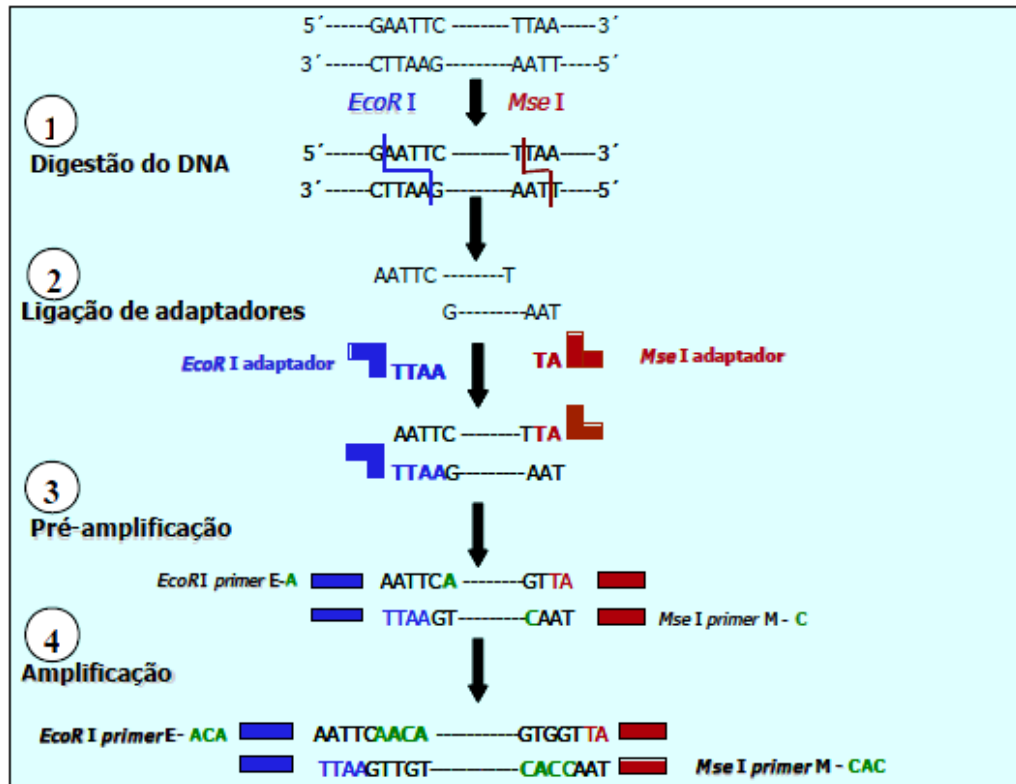 5´------GAATTC ---------TTAA-----3´
3´------CTTAAG---------AATT-----5´
EcoR I Mse I
1
Digestão do DNA
5´------GAATTC ---------TTAA-----3´
3´------CTTAAG---------AATT-----5´
2
Ligação de adaptadores
AATTC --------T
G---------AAT
EcoR I adaptador TTAA TA Mse I adaptador
AATTC ---------TTA
TTAAG---------AAT
3
Pré-amplificação
EcoRI primer E-A AATTCA --------GTTA
TTAAGT---------CAAT Mse I primer M - C
4
Amplificação
EcoR I primer E- ACA AATTCAACA ------------GTGGTTA
TTAAGTTGT------------CACCAAT Mse I primer M - CAC